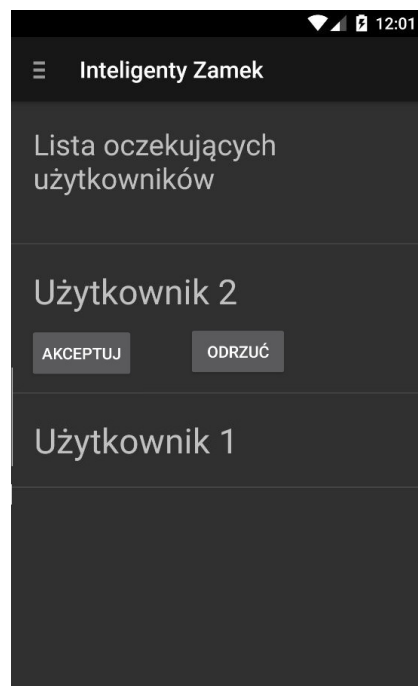 12:01
Inteligenty Zamek
Lista oczekujących
użytkowników
Użytkownik 2
AKCEPTUJ ODRZUĆ
Użytkownik 1